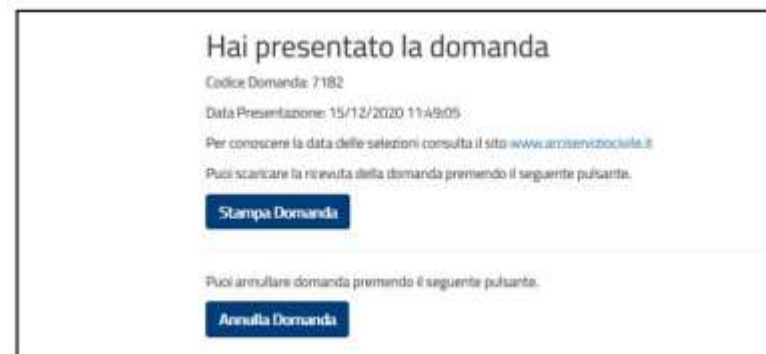 Hai presentato la domanda
Codice Domanda: 7182
Data Presentazione: 15/12/2020 11:49:05
Per conoscere la data delle selezioni consulta il sito www.arciserviziocivile.it
Puoi scaricare la ricevuta della domanda premendo il seguente pulsante.
Stampa Domanda
Puoi annullare domanda premendo il seguente pulsante.
Annulla Domanda